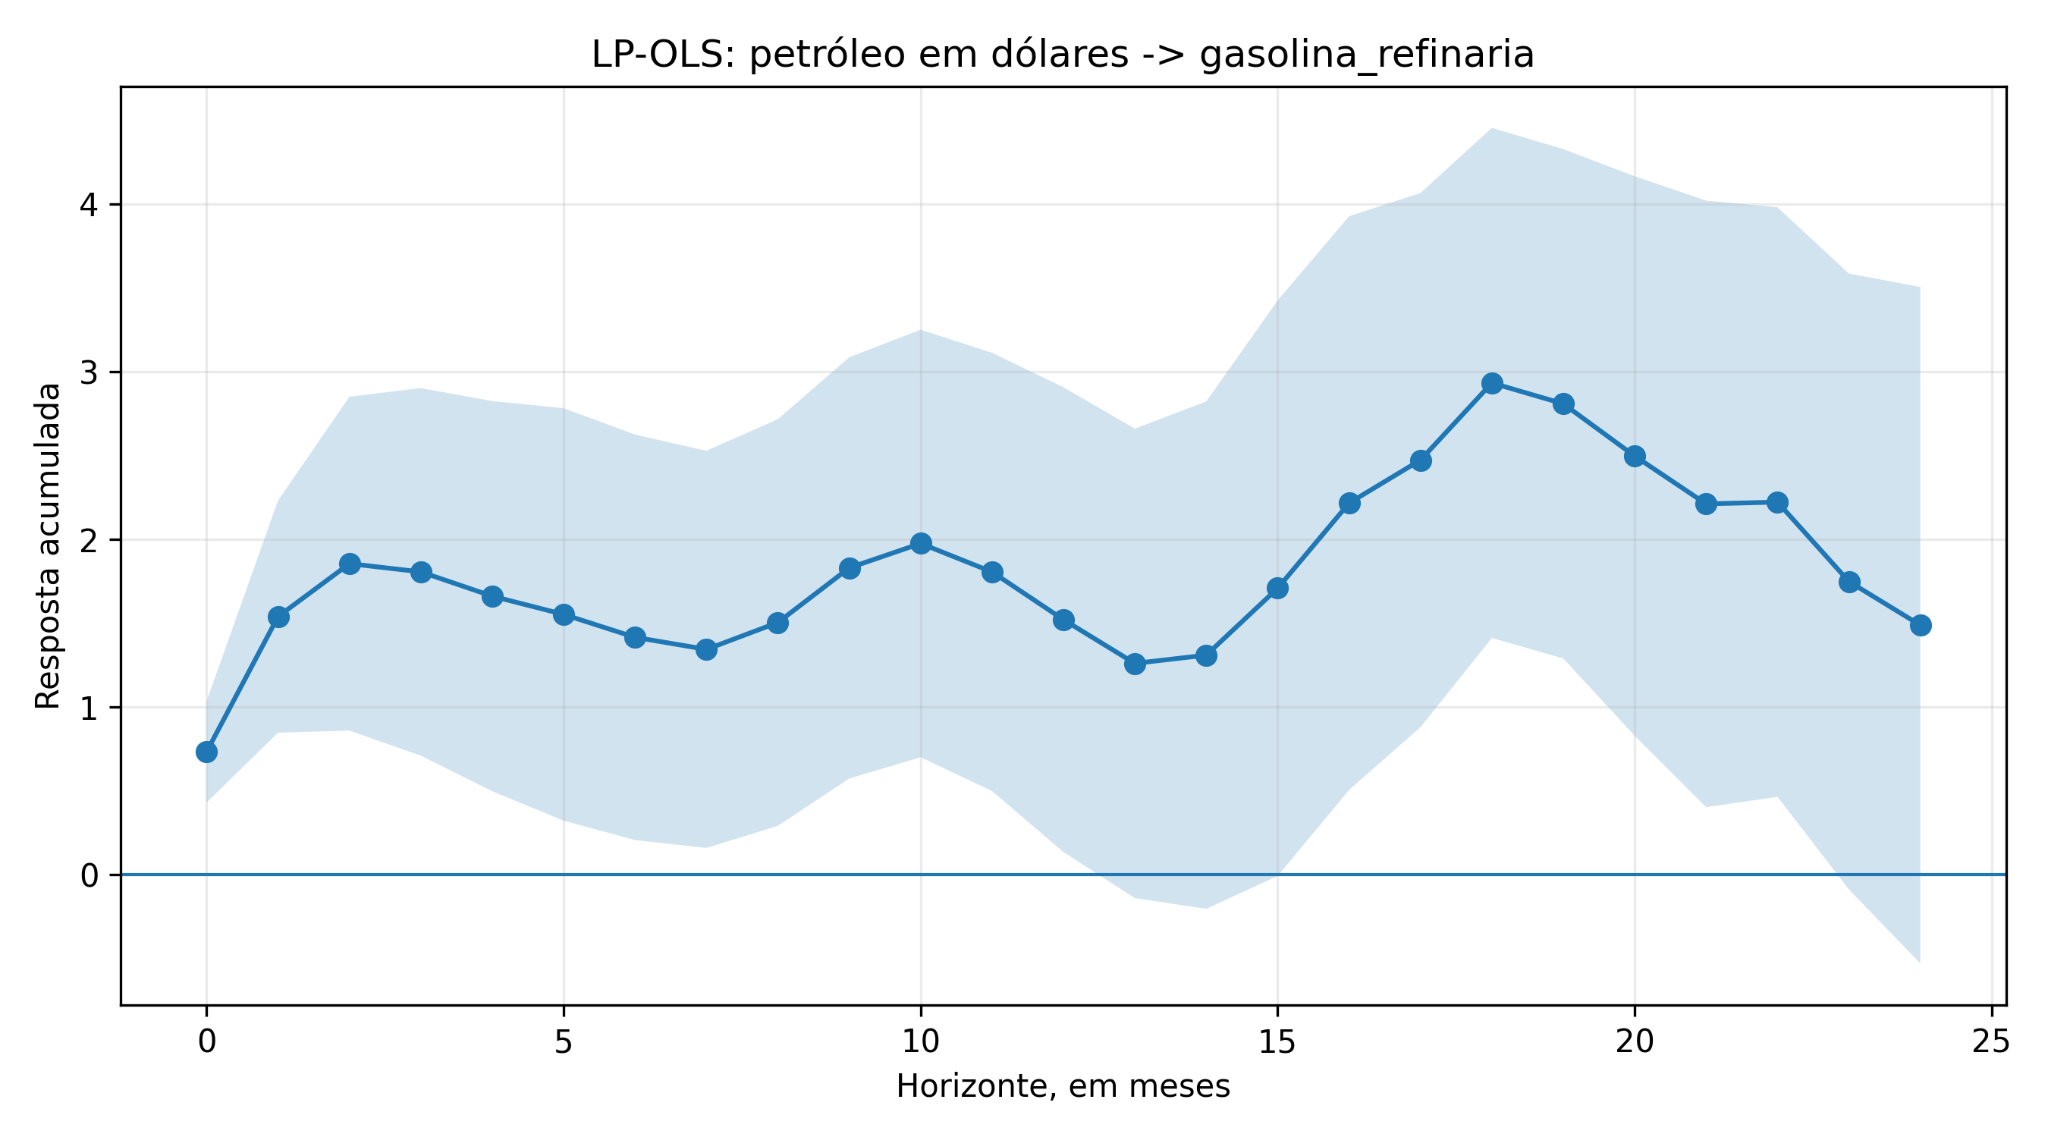 LP-OLS: petróleo em dólares -> gasolina_refinaria
Resposta acumulada
4
3
2
1
0
0 5 10 15 20 25
Horizonte, em meses